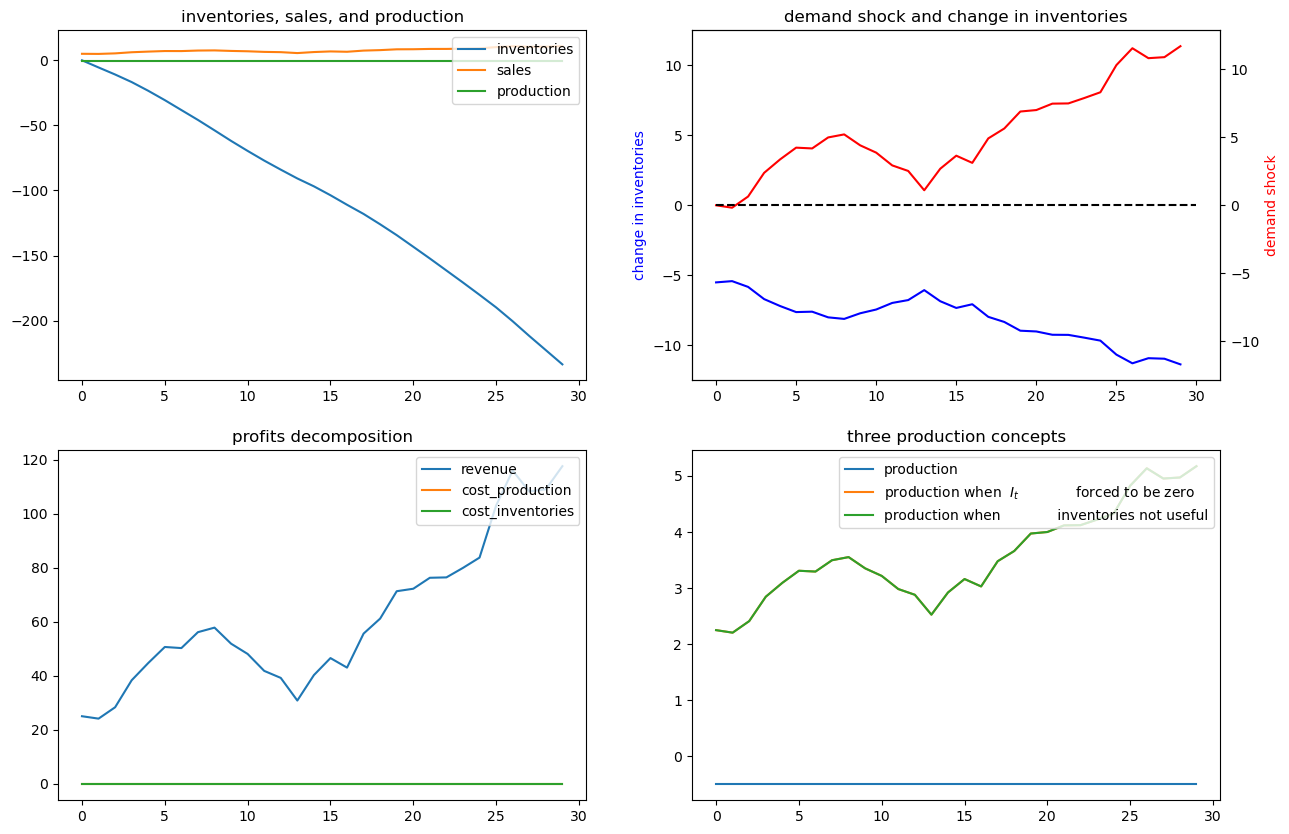 inventories, sales, and production
inventories
sales
production
0
−50
−100
−150
−200
0 5 10 15 20 25 30
demand shock and change in inventories
change in inventories
10
5
0
−5
−10
10
5
0
−5
−10
demand shock
0 5 10 15 20 25 30
profits decomposition
revenue
cost_production
cost_inventories
120
100
80
60
40
20
0
0 5 10 15 20 25 30
three production concepts
production
production when I_t forced to be zero
production when inventories not useful
5
4
3
2
1
0
0 5 10 15 20 25 30